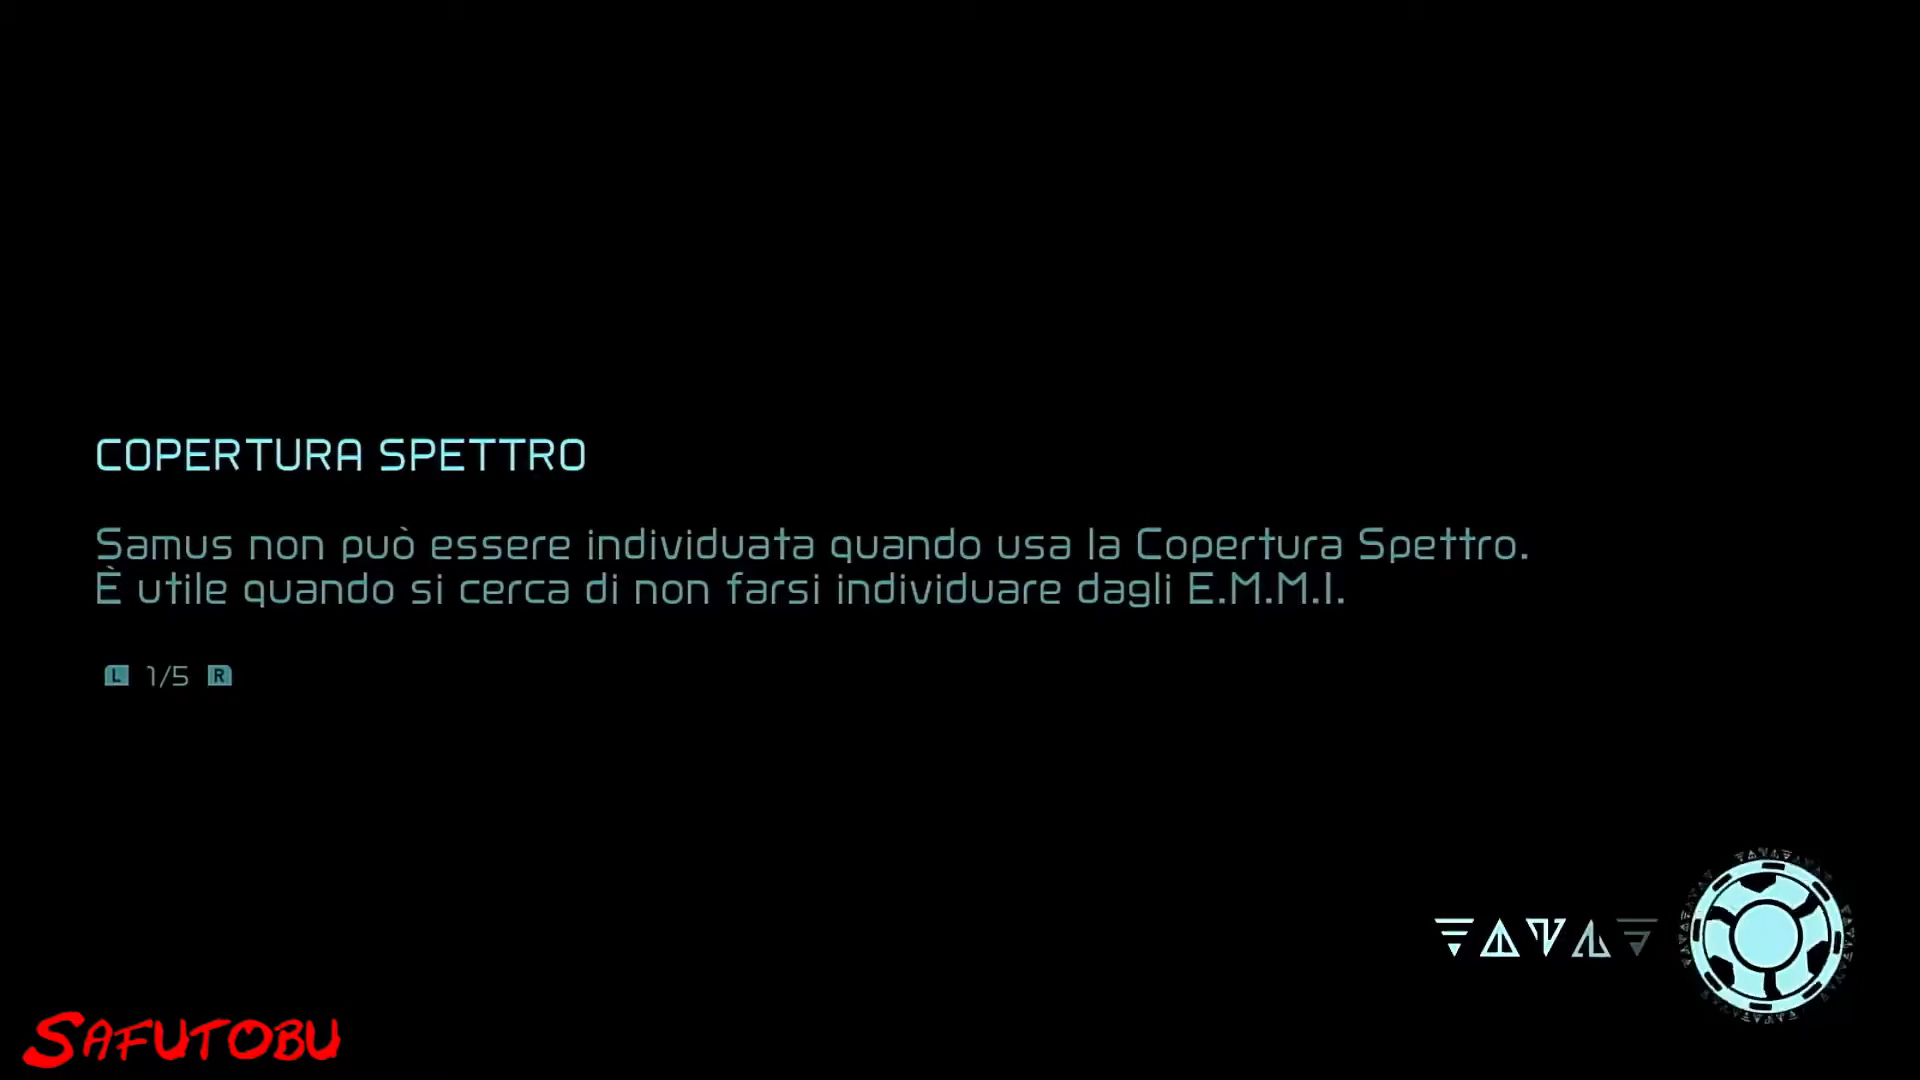 COPERTURA SPETTRO
Samus non può essere individuata quando usa la Copertura Spettro.
È utile quando si cerca di non farsi individuare dagli E.M.M.I.
L 1/5 R
SAFUTOBU